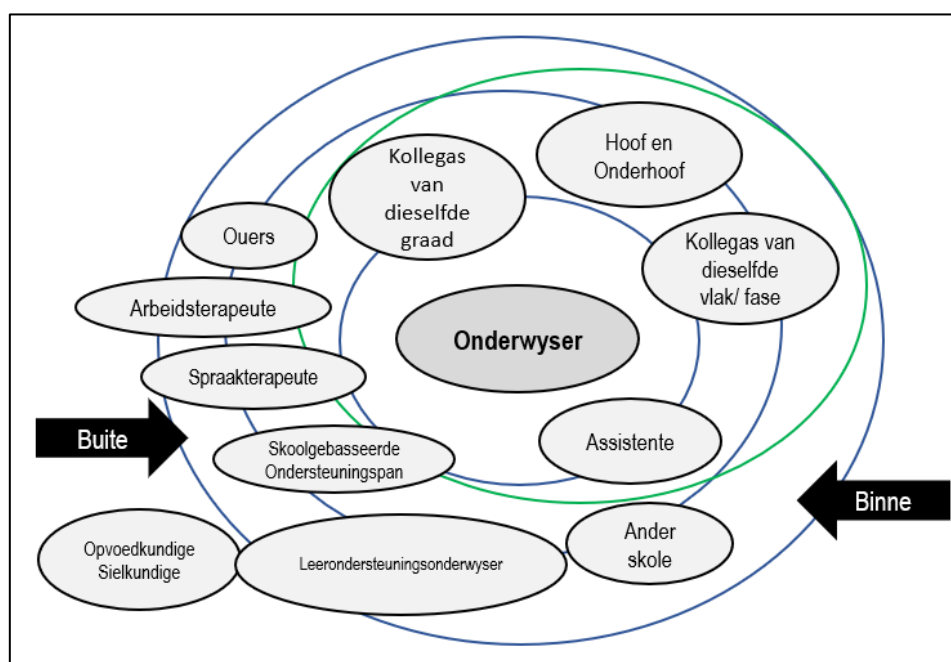 Kollegas
van
dieselfde
graad
Hoof en
Onderhoof
Ouers
Kollegas van
dieselfde
vlak/ fase
Arbeidsterapeute
Onderwyser
Spraakterapeute
Buite
Skoolgebasseerde
Ondersteuningspan
Assistente
Binne
Opvoedkundige
Sielkundige
Leerondersteuningsonderwyser
Ander
skole